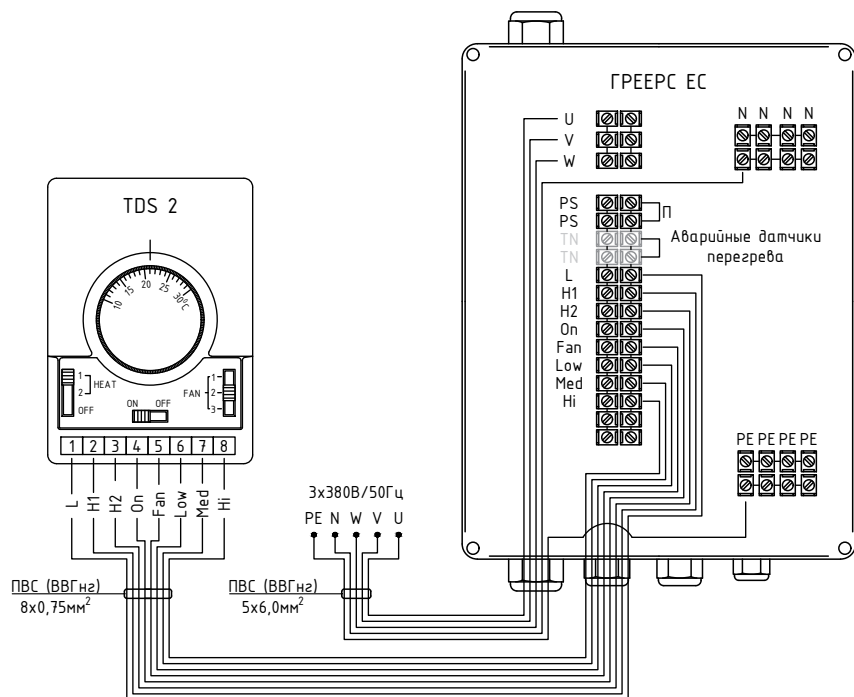 ГРЕЕРС ЕС
U
V
W
N N N N
PS
PS
TN
TN
L
H1
H2
On
Fan
Low
Med
Hi
П
Аварийные датчики
перегрева
PE PE PE PE
TDS 2
10 15 20 25 30°C
1
2
HEAT
OFF
ON OFF
FAN
1
2
3
1 2 3 4 5 6 7 8
L H1 H2 On Fan Low Med Hi
3х380В/50Гц
PE N W V U
ПВС (ВВГнг)
8х0,75мм²
ПВС (ВВГнг)
5х6,0мм²